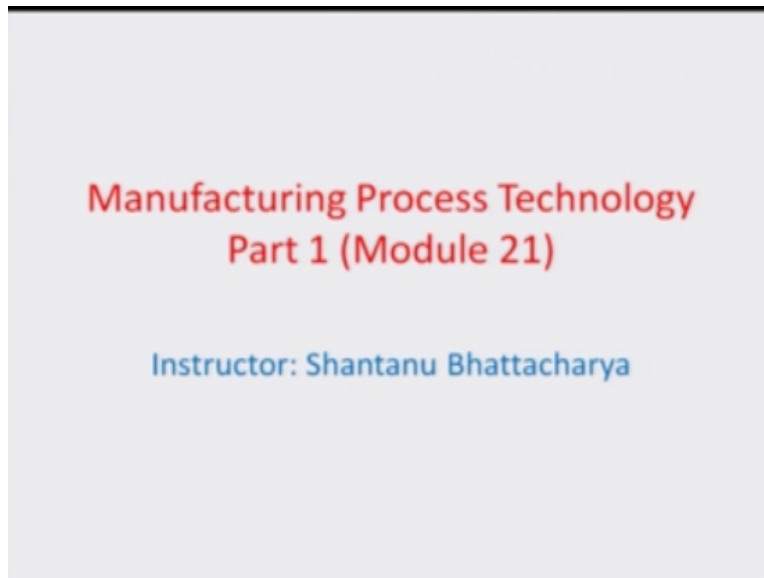 Manufacturing Process Technology
Part 1 (Module 21)
Instructor: Shantanu Bhattacharya